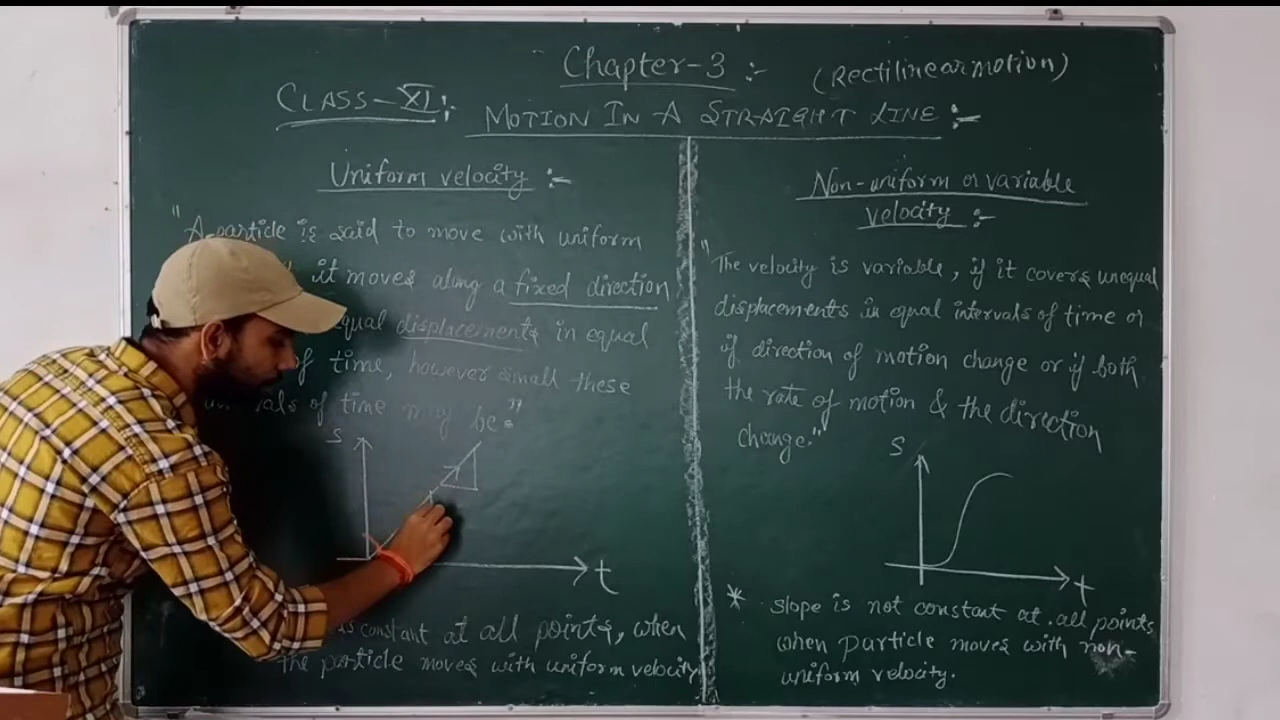 Chapter-3 :-
(Rectilinear motion)
CLASS-XI :-
MOTION IN A STRAIGHT LINE :-
Uniform velocity :-
"A particle is said to move with uniform
it moves along a fixed direction
equal displacements in equal
of time, however small these
of time may be"
S
t
is constant at all points, when
the particle moves with uniform velocity
Non-uniform or variable
velocity :-
"The velocity is variable, if it covers unequal
displacements in equal intervals of time or
if direction of motion change or if both
the rate of motion & the direction
change."
S
t
* Slope is not constant at all points
when particle moves with non-
uniform velocity.